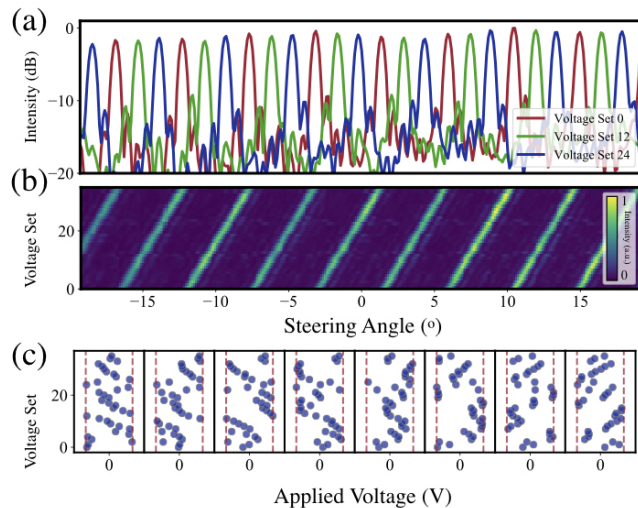 (a)
0
−10
−20
Intensity (dB)
Voltage Set 0
Voltage Set 12
Voltage Set 24
(b)
20
0
Voltage Set
1
0
Intensity (a.u.)
−15 −10 −5 0 5 10 15
Steering Angle (º)
(c)
20
0
Voltage Set
0 0 0 0 0 0 0 0
Applied Voltage (V)